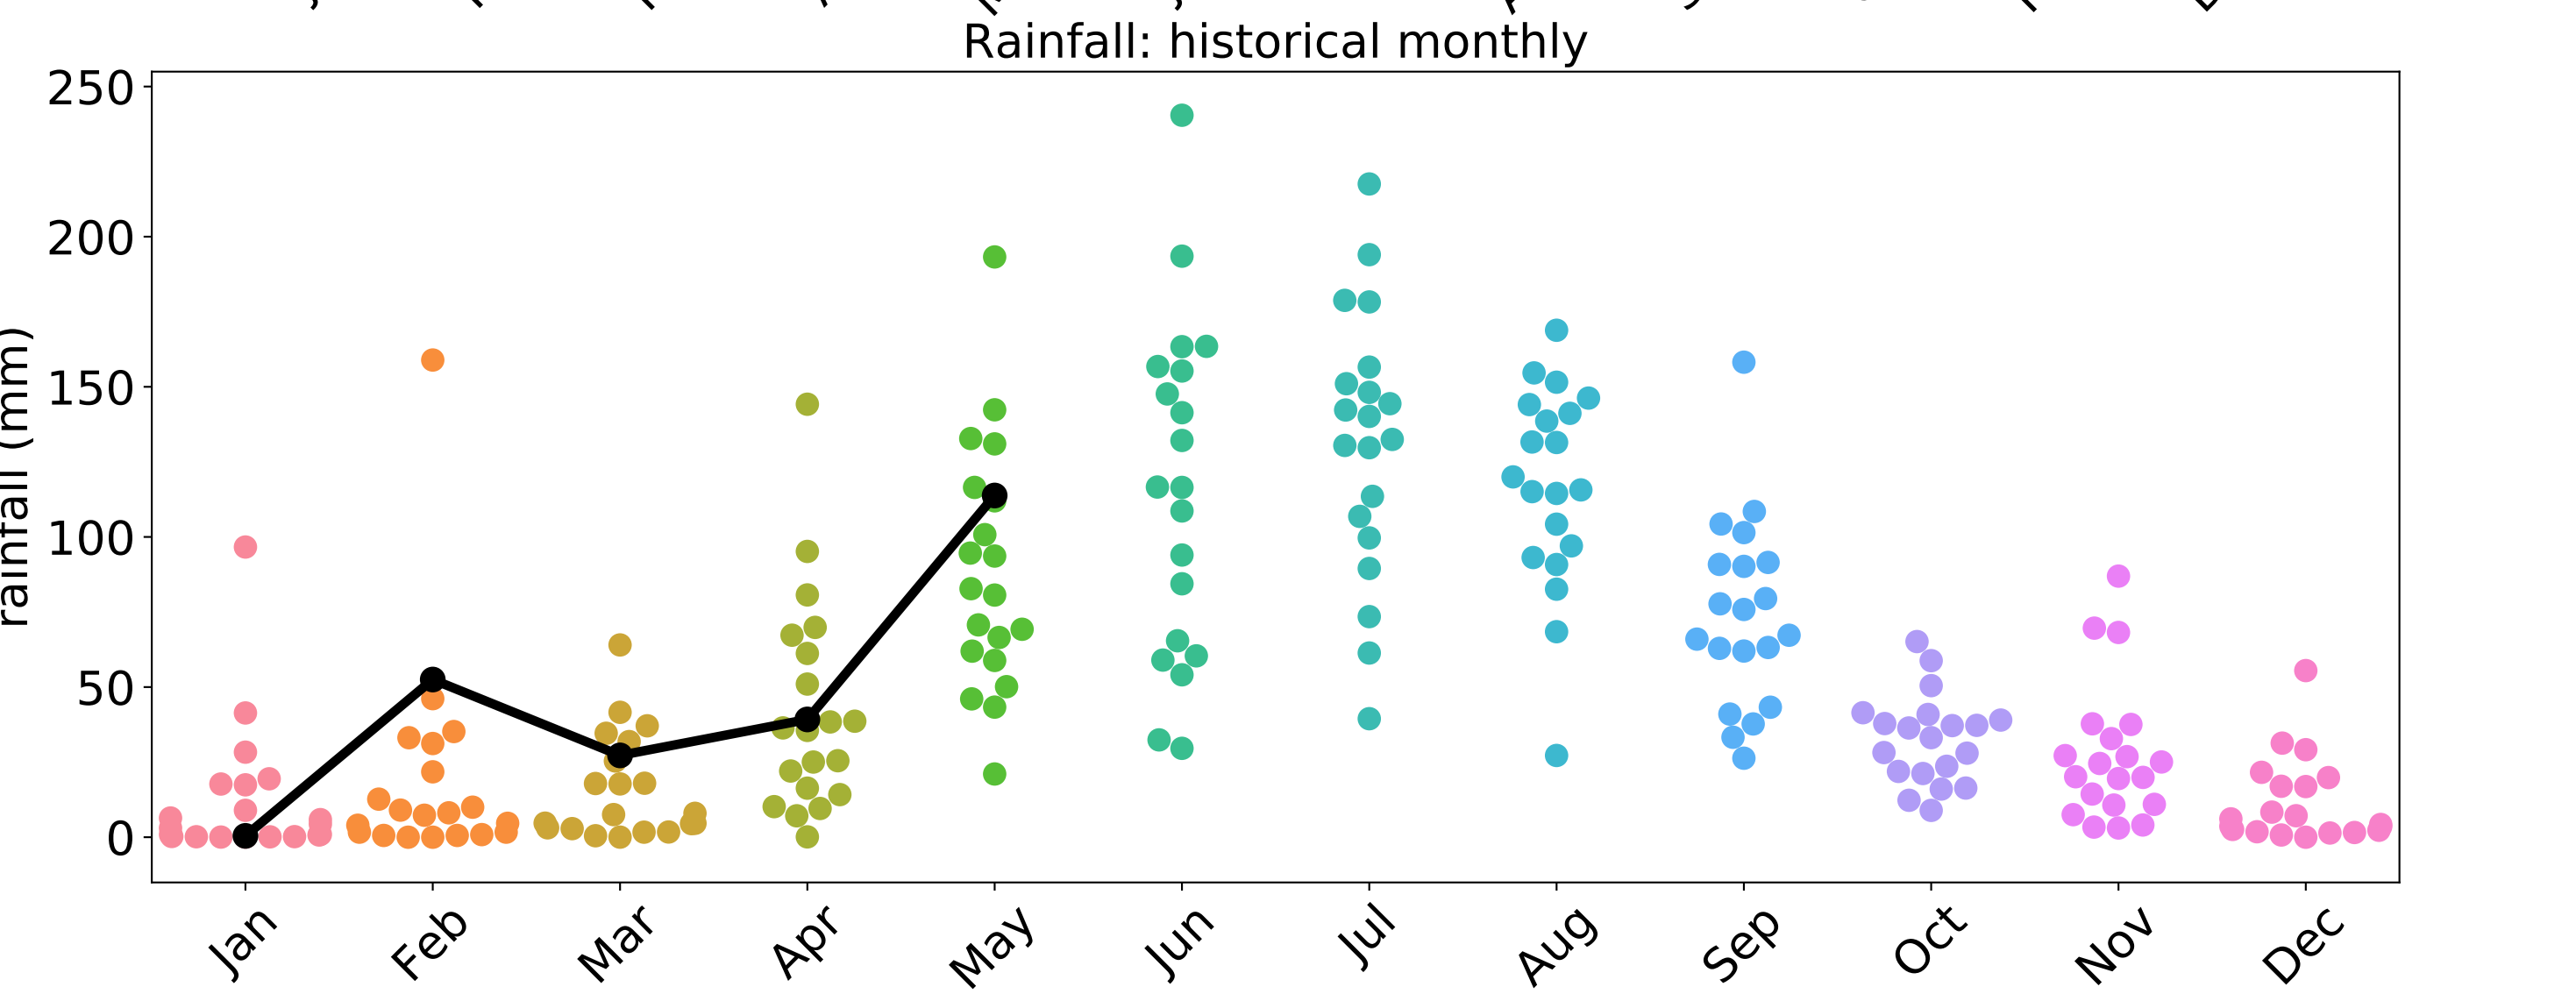 Rainfall: historical monthly
250
200
150
100
50
0
rainfall (mm)
Jan
Feb
Mar
Apr
May
Jun
Jul
Aug
Sep
Oct
Nov
Dec